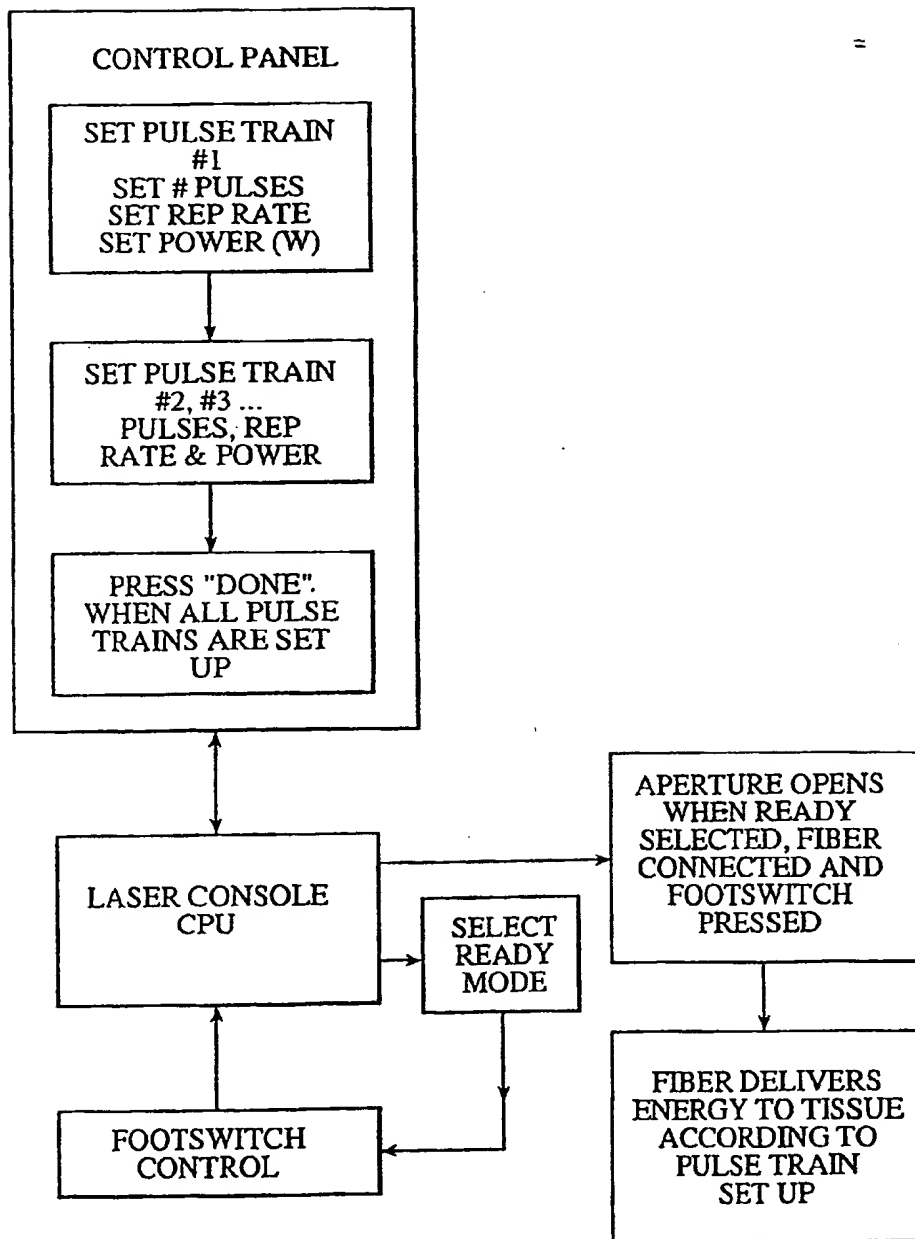 CONTROL PANEL
SET PULSE TRAIN
#1
SET # PULSES
SET REP RATE
SET POWER (W)
SET PULSE TRAIN
#2, #3 ...
PULSES, REP
RATE & POWER
PRESS "DONE".
WHEN ALL PULSE
TRAINS ARE SET
UP
LASER CONSOLE
CPU
SELECT
READY
MODE
FOOTSWITCH
CONTROL
APERTURE OPENS
WHEN READY
SELECTED, FIBER
CONNECTED AND
FOOTSWITCH
PRESSED
FIBER DELIVERS
ENERGY TO TISSUE
ACCORDING TO
PULSE TRAIN
SET UP